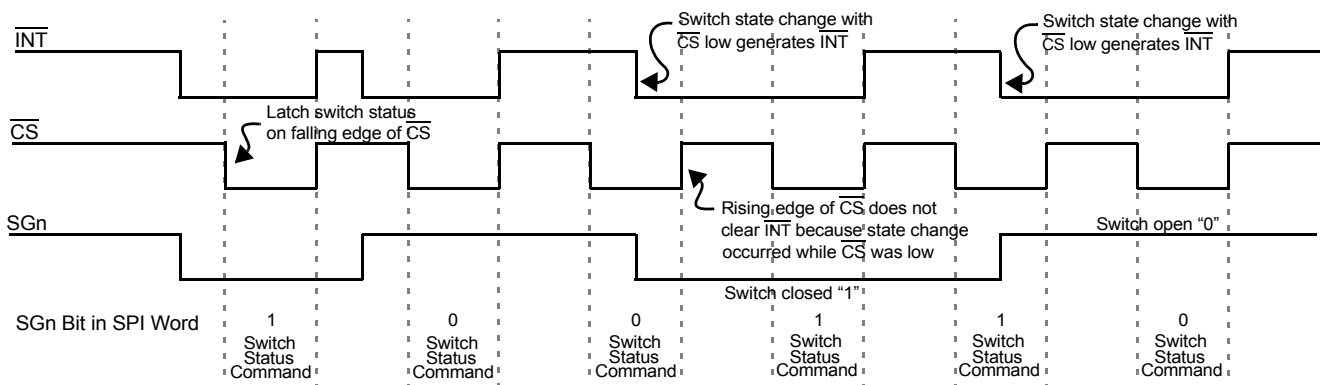 INT
Switch state change with
CS low generates INT
Switch state change with
CS low generates INT
Latch switch status
on falling edge of CS
CS
Rising edge of CS does not
clear INT because state change
occurred while CS was low
SGn
Switch open “0”
Switch closed “1”
SGn Bit in SPI Word
1
Switch
Status
Command
0
Switch
Status
Command
0
Switch
Status
Command
1
Switch
Status
Command
1
Switch
Status
Command
0
Switch
Status
Command